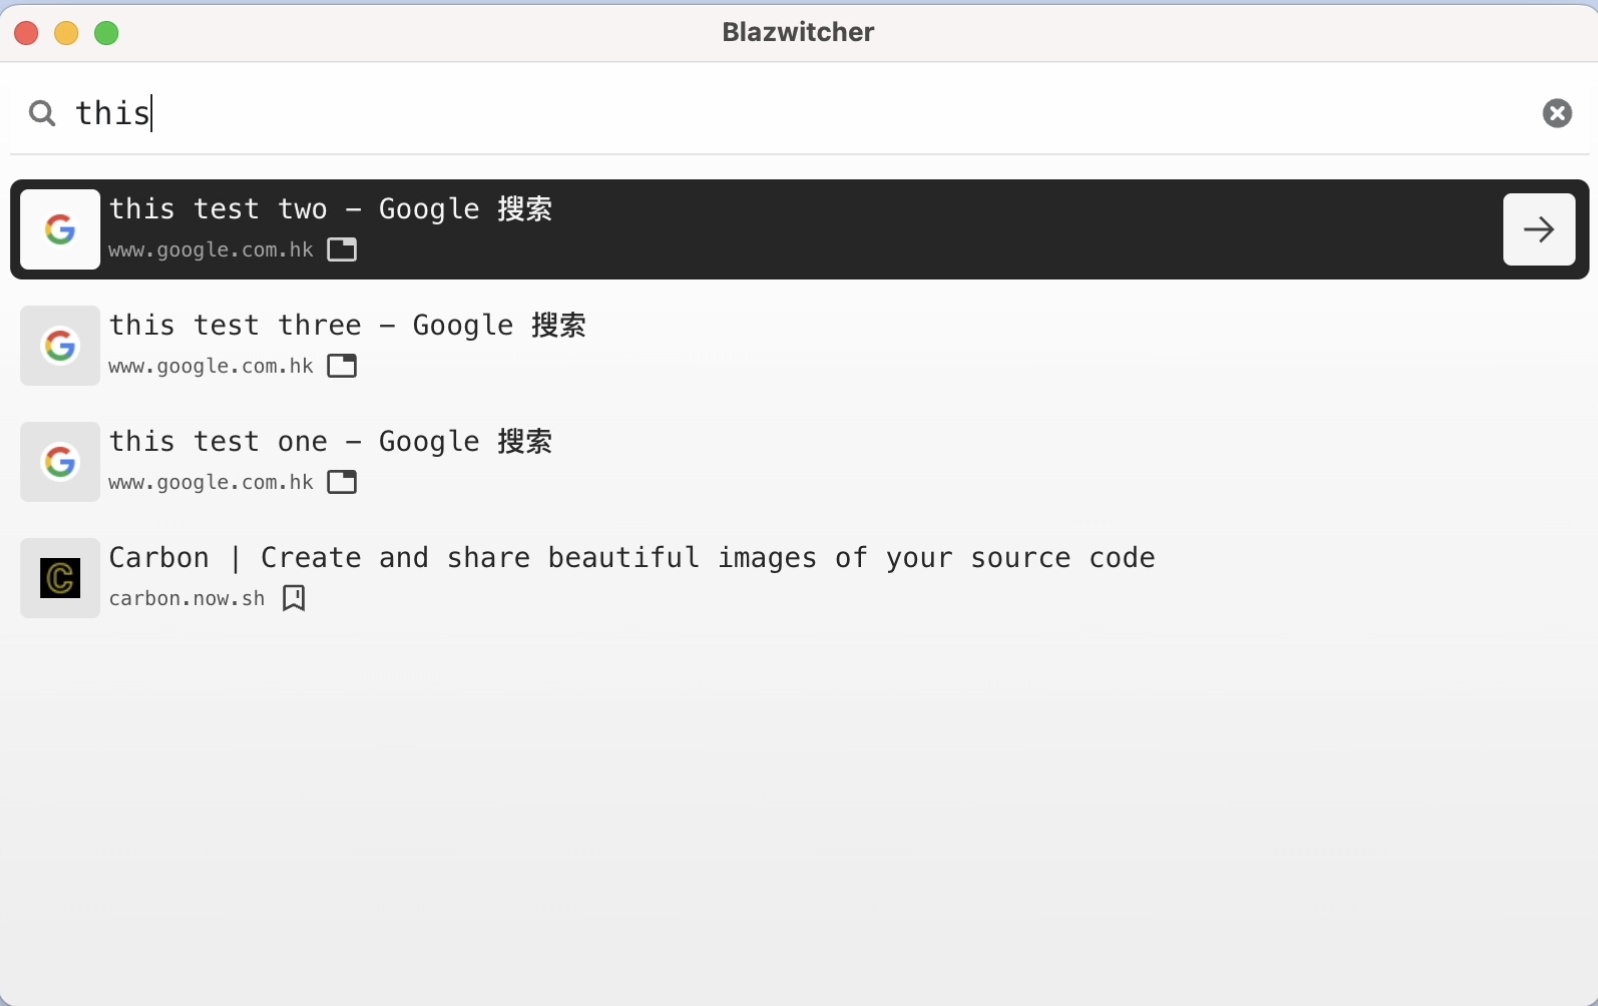 Blazwitcher
this
this test two – Google 搜索
www.google.com.hk
this test three – Google 搜索
www.google.com.hk
this test one – Google 搜索
www.google.com.hk
Carbon | Create and share beautiful images of your source code
carbon.now.sh